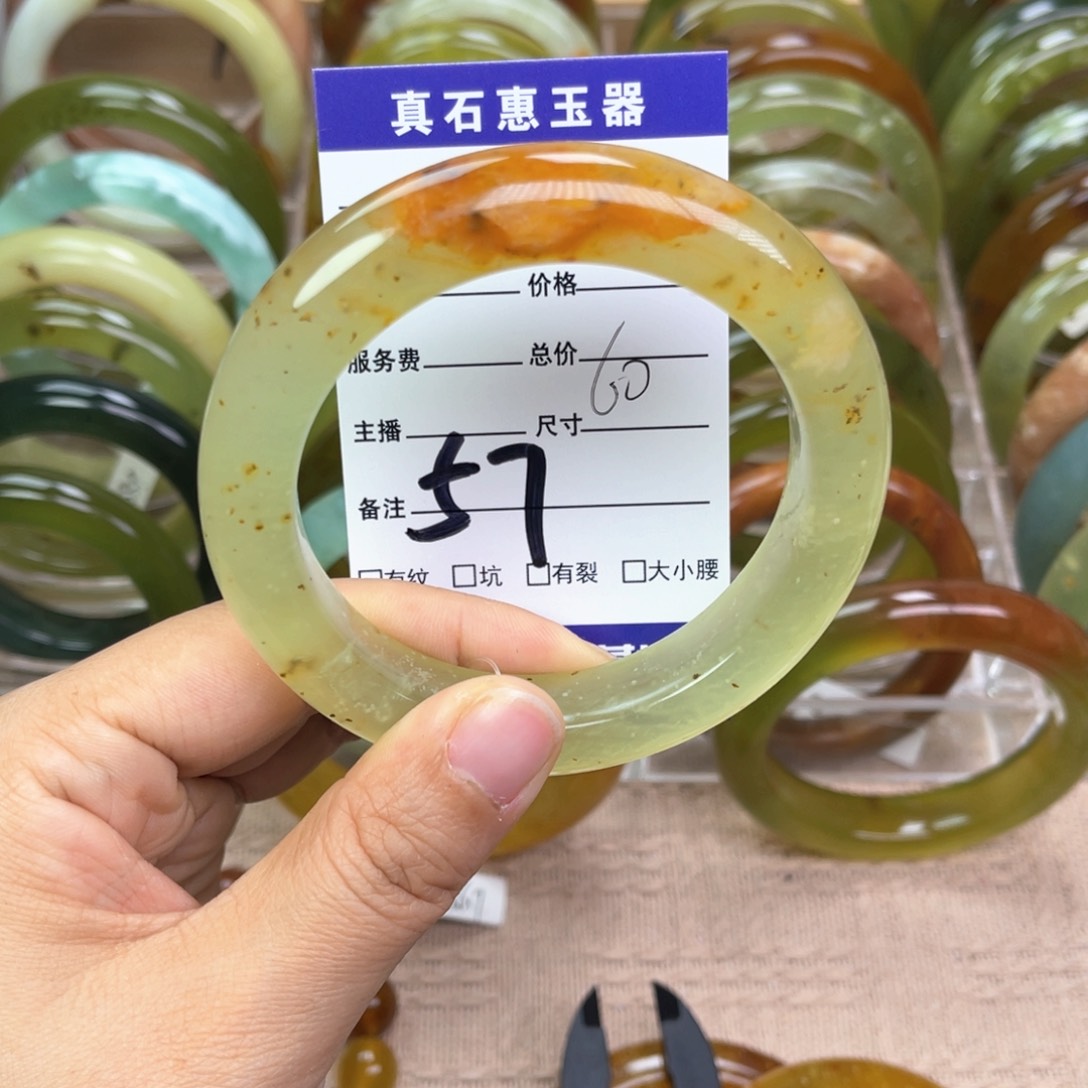 真石惠玉器
价格
服务费 总价 60
主播 尺寸
备注 57
□有纹 □坑 □有裂 □大小腰